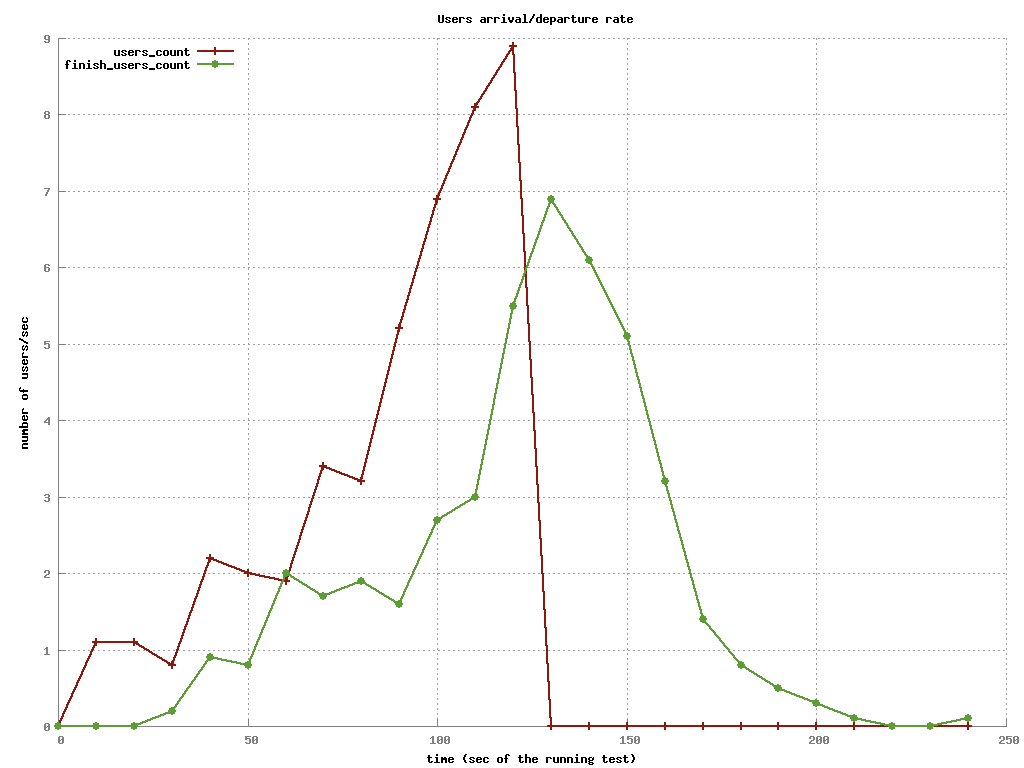 Users arrival/departure rate
users_count
finish_users_count
9
8
7
6
5
4
3
2
1
0
number of users/sec
0 50 100 150 200 250
time (sec of the running test)